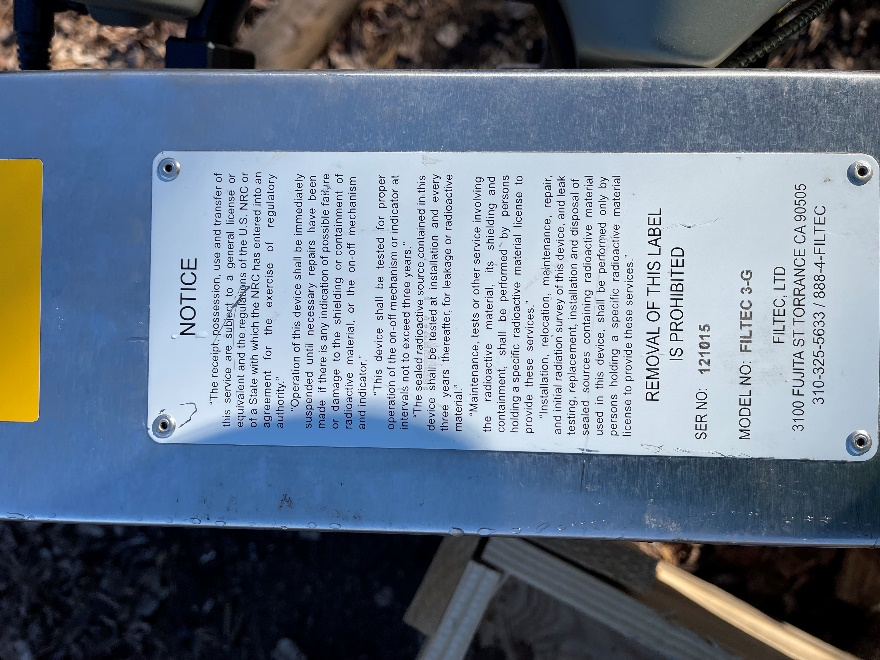 NOTICE
"The receipt, possession, use and transfer of
this service are subject to a general license or
equivalent and the regulations of the U.S. NRC or
of a State with which the NRC has entered into an
agreement for the exercise of regulatory
authority."
"Operation of this device shall be immediately
suspended until necessary repairs have been
made if there is any indication of possible failure
or damage to the shielding or containment of
radioactive material, or the on-off mechanism
and indicator."
"This device shall be tested for proper
operation of the on-off mechanism or indicator at
intervals not to exceed three years."
"The sealed radioactive source contained in this
device shall be tested at installation and every
three years thereafter, for leakage or radioactive
material."
"Maintenance, tests or other service involving
the radioactive material, its shielding and
containment, shall be performed by persons
holding a specific radioactive material license to
provide these services."
"Installation, relocation, maintenance, repair,
and initial radiation survey of this device, and leak
testing, replacement, installation and disposal of
sealed sources containing radioactive material
used in this device, shall be performed only by
persons holding a specific radioactive material
license to provide these services."
REMOVAL OF THIS LABEL
IS PROHIBITED
SER NO: 121015
MODEL NO: FILTEC 3-G
FILTEC, LTD
3100 FUJITA ST TORRANCE CA 90505
310-325-5633 / 888-4-FILTEC